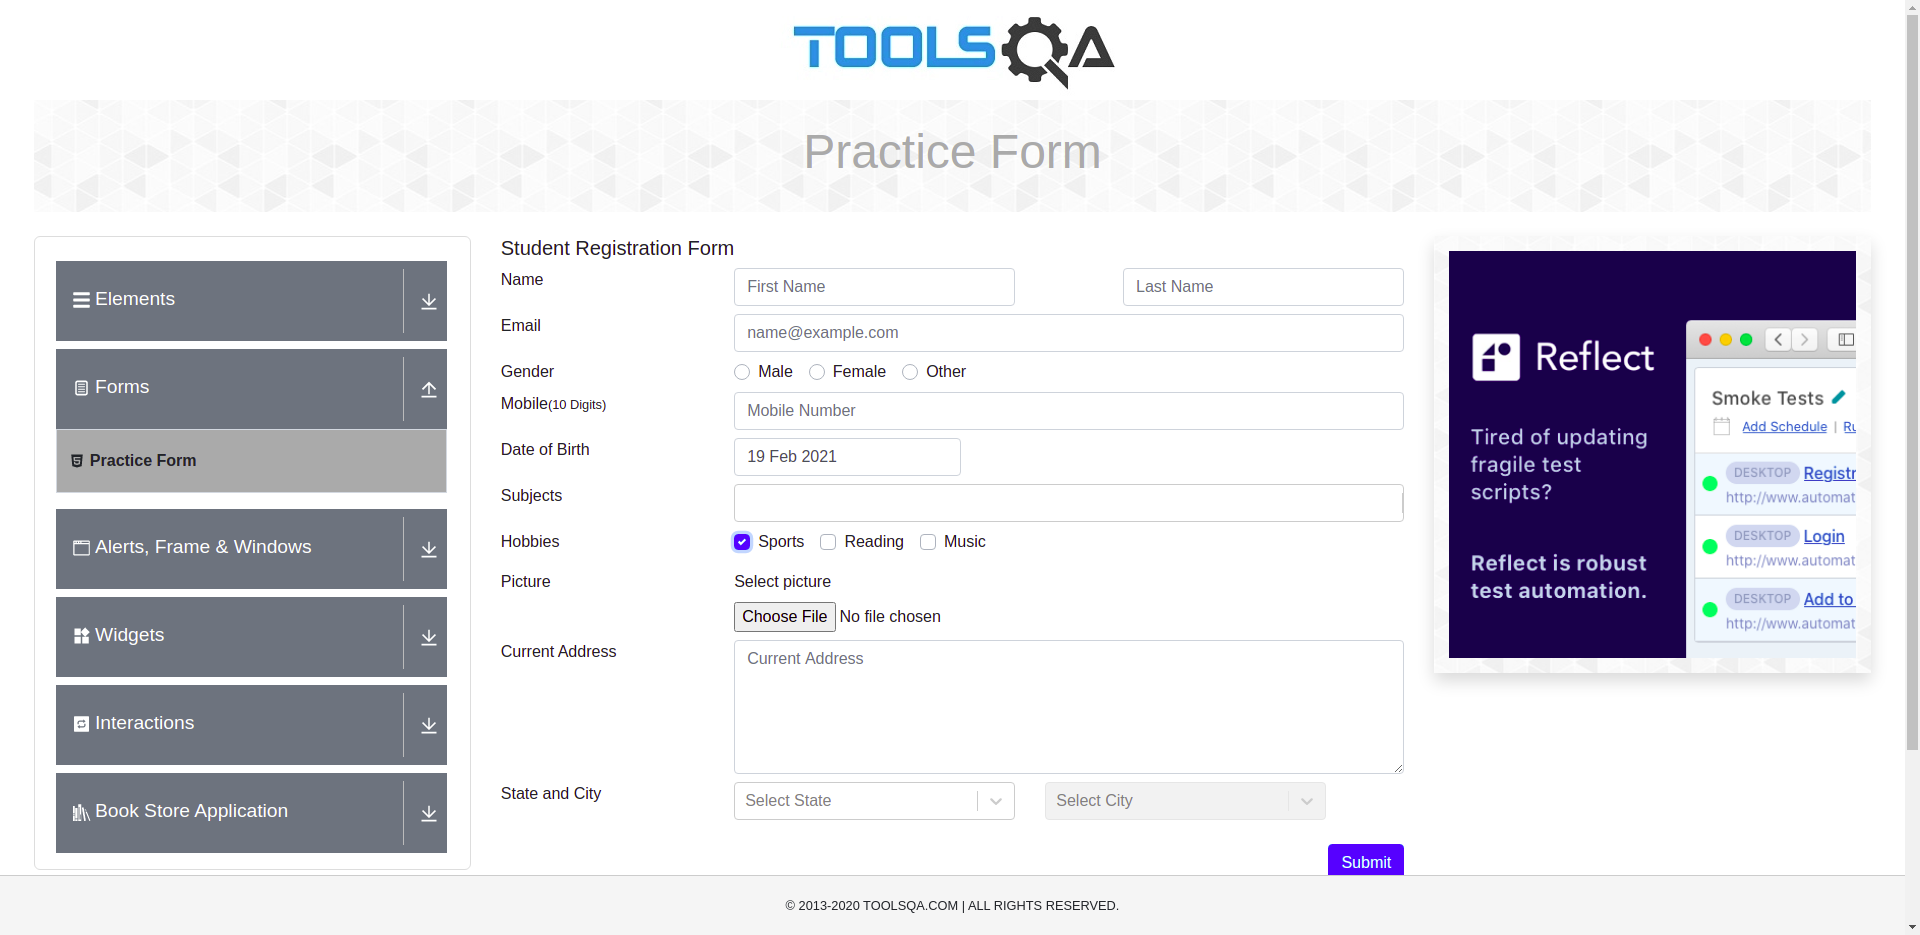 TOOLSQA
Practice Form
Elements
Forms
Practice Form
Alerts, Frame & Windows
Widgets
Interactions
Book Store Application
Student Registration Form
Name
First Name
Last Name
Email
name@example.com
Gender
Male
Female
Other
Mobile(10 Digits)
Mobile Number
Date of Birth
19 Feb 2021
Subjects
Hobbies
Sports
Reading
Music
Picture
Select picture
Choose File No file chosen
Current Address
Current Address
State and City
Select State
Select City
Submit
Reflect
Tired of updating
fragile test
scripts?
Reflect is robust
test automation.
Smoke Tests
Add Schedule | Ru
DESKTOP Registr
http://www.automat
DESKTOP Login
http://www.automat
DESKTOP Add to
http://www.automat
© 2013-2020 TOOLSQA.COM | ALL RIGHTS RESERVED.